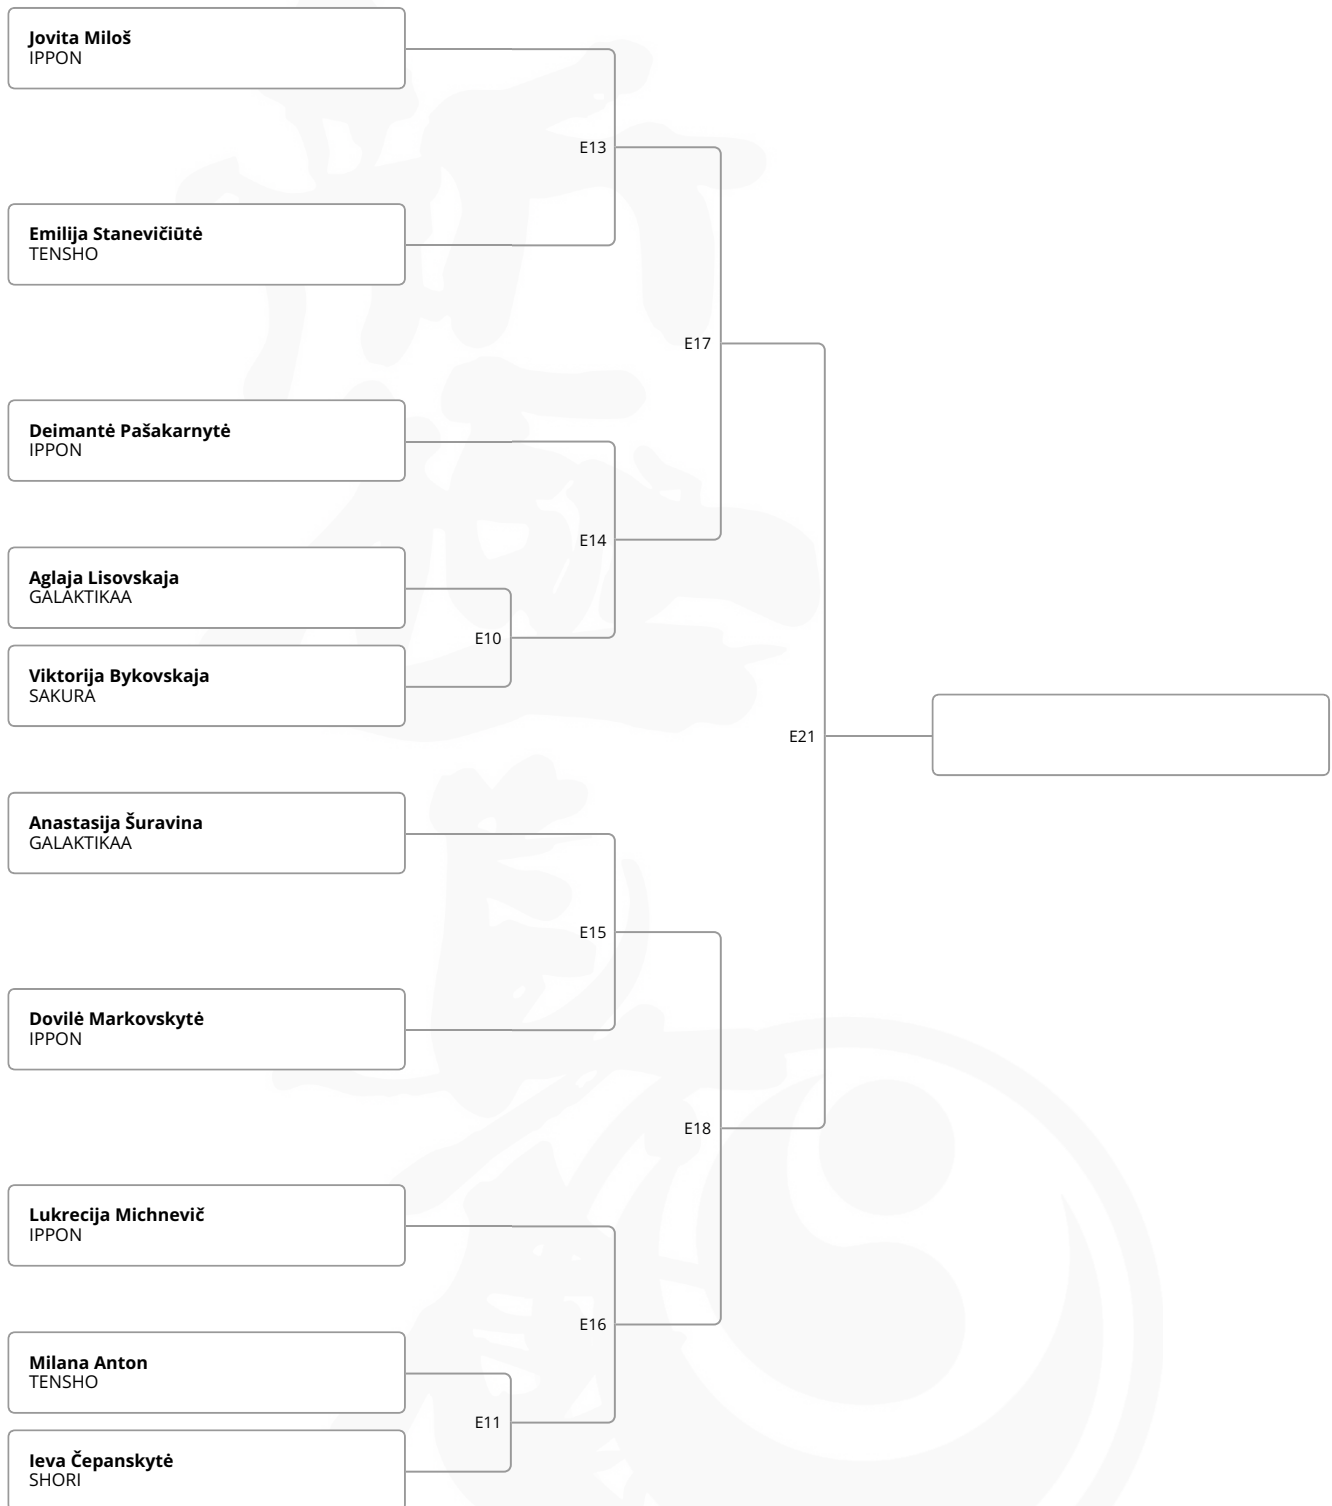 Jovita Miloš
IPPON
E13
Emilija Stanevičiūtė
TENSHO
E17
Deimantė Pašakarnytė
IPPON
E14
Aglaja Lisovskaja
GALAKTIKAA
E10
Viktorija Bykovskaja
SAKURA
E21
Anastasija Šuravina
GALAKTIKAA
E15
Dovilė Markovskytė
IPPON
E18
Lukrecija Michnevič
IPPON
E16
Milana Anton
TENSHO
E11
Ieva Čepanskytė
SHORI